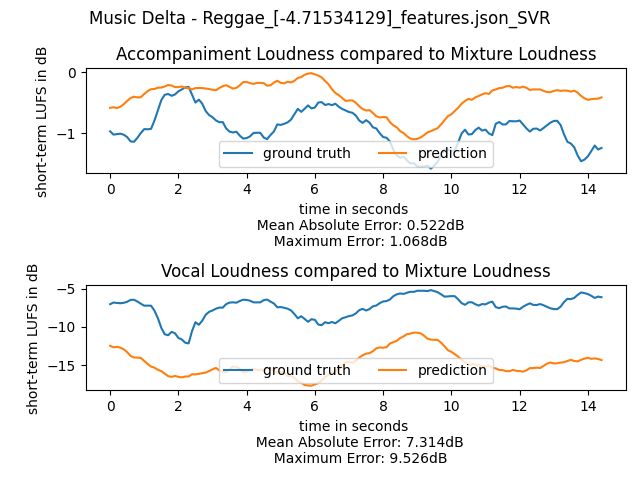 Music Delta - Reggae_[-4.71534129]_features.json_SVR
Accompaniment Loudness compared to Mixture Loudness
short-term LUFS in dB
0
−1
ground truth
prediction
0 2 4 6 8 10 12 14
time in seconds
Mean Absolute Error: 0.522dB
Maximum Error: 1.068dB
Vocal Loudness compared to Mixture Loudness
short-term LUFS in dB
−5
−10
−15
ground truth
prediction
0 2 4 6 8 10 12 14
time in seconds
Mean Absolute Error: 7.314dB
Maximum Error: 9.526dB